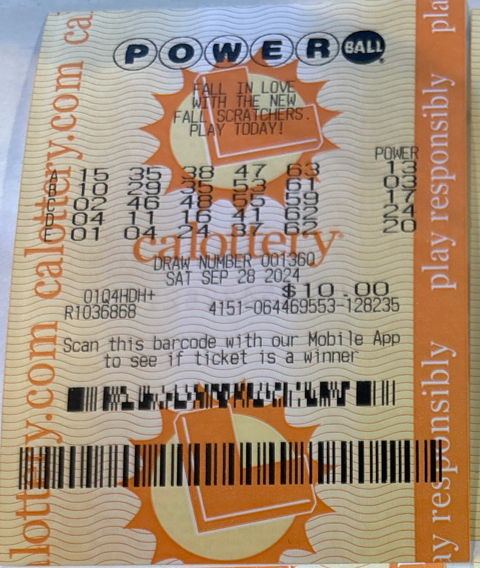 POWERBALL
FALL IN LOVE
WITH THE NEW
FALL SCRATCHERS.
PLAY TODAY!
POWER
A 15 35 38 47 63 13
B 10 29 35 53 61 03
C 02 46 48 55 59 17
D 04 11 16 41 62 24
E 01 04 24 37 62 20
calottery
DRAW NUMBER 001360
SAT SEP 28 2024
$10.00
01Q4HDH+
R1036868 4151-064469553-128235
Scan this barcode with our Mobile App
to see if ticket is a winner
calottery.com calottery.com ca
play responsibly play responsibly pla